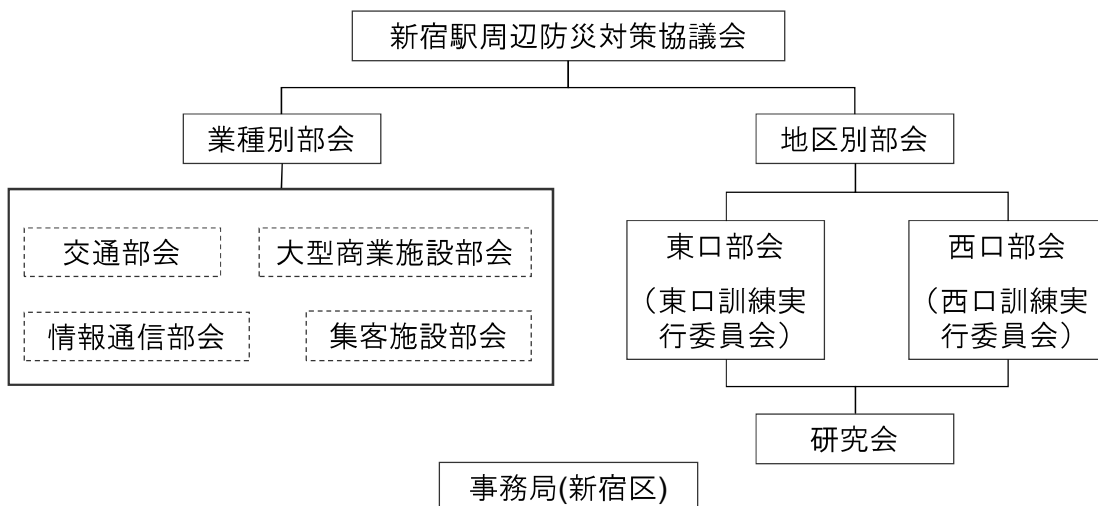 新宿駅周辺防災対策協議会
業種別部会
地区別部会
交通部会
大型商業施設部会
情報通信部会
集客施設部会
東口部会
（東口訓練実
行委員会）
西口部会
（西口訓練実
行委員会）
研究会
事務局(新宿区)